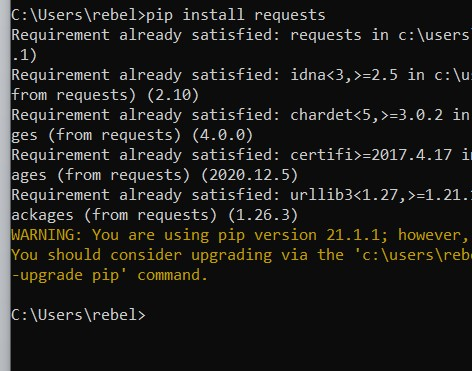 C:\Users\rebel>pip install requests
Requirement already satisfied: requests in c:\users
.1)
Requirement already satisfied: idna<3,>=2.5 in c:\us
from requests) (2.10)
Requirement already satisfied: chardet<5,>=3.0.2 in
ges (from requests) (4.0.0)
Requirement already satisfied: certifi>=2017.4.17 in
ages (from requests) (2020.12.5)
Requirement already satisfied: urllib3<1.27,>=1.21.1
ackages (from requests) (1.26.3)
WARNING: You are using pip version 21.1.1; however,
You should consider upgrading via the 'c:\users\rebe
-upgrade pip' command.
C:\Users\rebel>